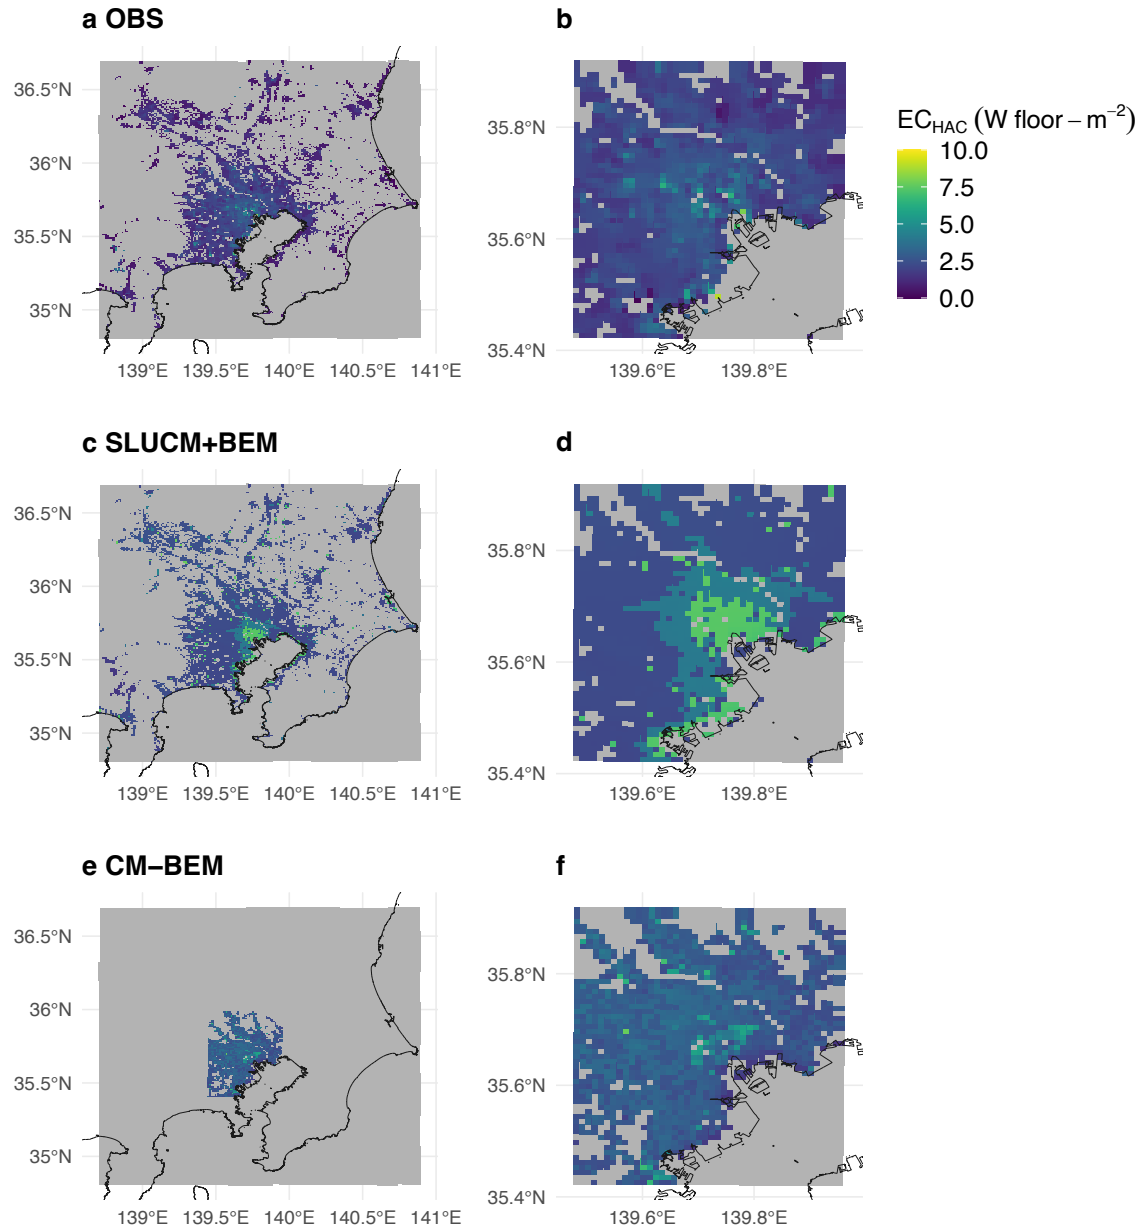 a OBS
b
36.5°N
36°N
35.5°N
35°N
139°E 139.5°E 140°E 140.5°E 141°E
35.8°N
35.6°N
35.4°N
139.6°E 139.8°E
EC_HAC (W floor – m⁻²)
10.0
7.5
5.0
2.5
0.0
c SLUCM+BEM
d
36.5°N
36°N
35.5°N
35°N
139°E 139.5°E 140°E 140.5°E 141°E
35.8°N
35.6°N
35.4°N
139.6°E 139.8°E
e CM–BEM
f
36.5°N
36°N
35.5°N
35°N
139°E 139.5°E 140°E 140.5°E 141°E
35.8°N
35.6°N
35.4°N
139.6°E 139.8°E